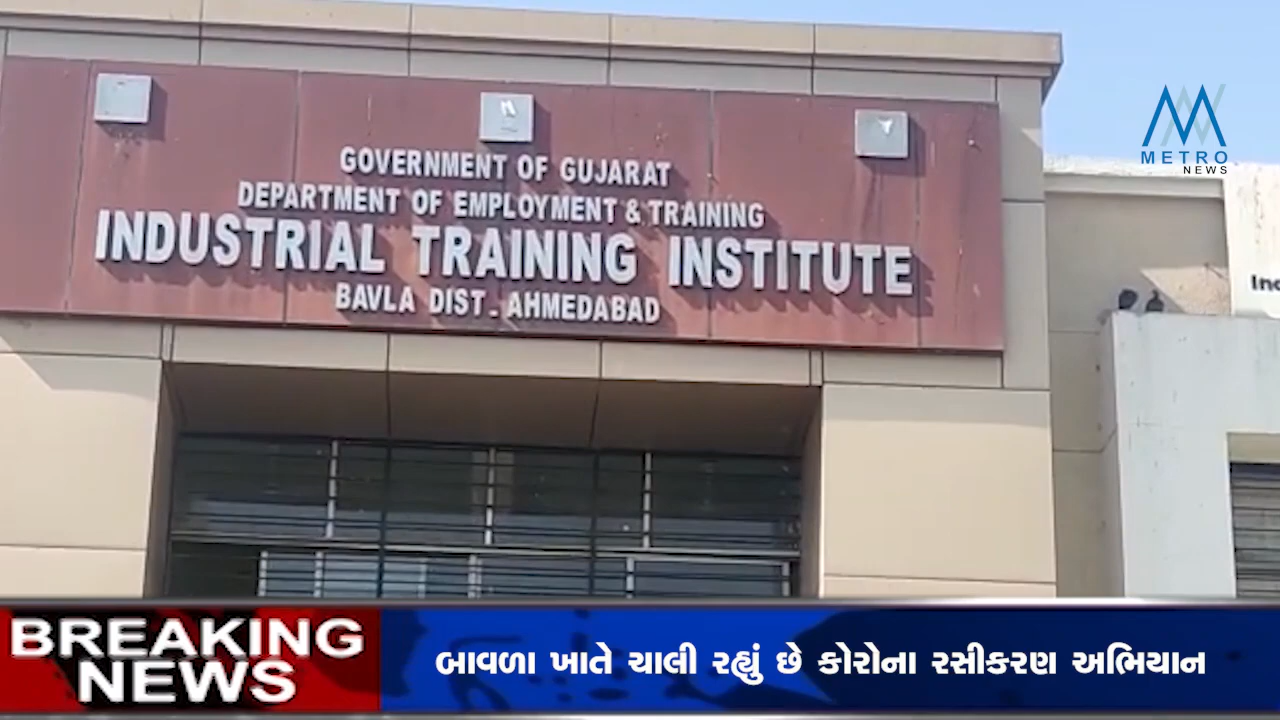 GOVERNMENT OF GUJARAT
DEPARTMENT OF EMPLOYMENT & TRAINING
INDUSTRIAL TRAINING INSTITUTE
BAVLA DIST. AHMEDABAD
METRO
NEWS
BREAKING
NEWS
બાવળા ખાતે ચાલી રહ્યું છે કોરોના રસીકરણ અભિયાન